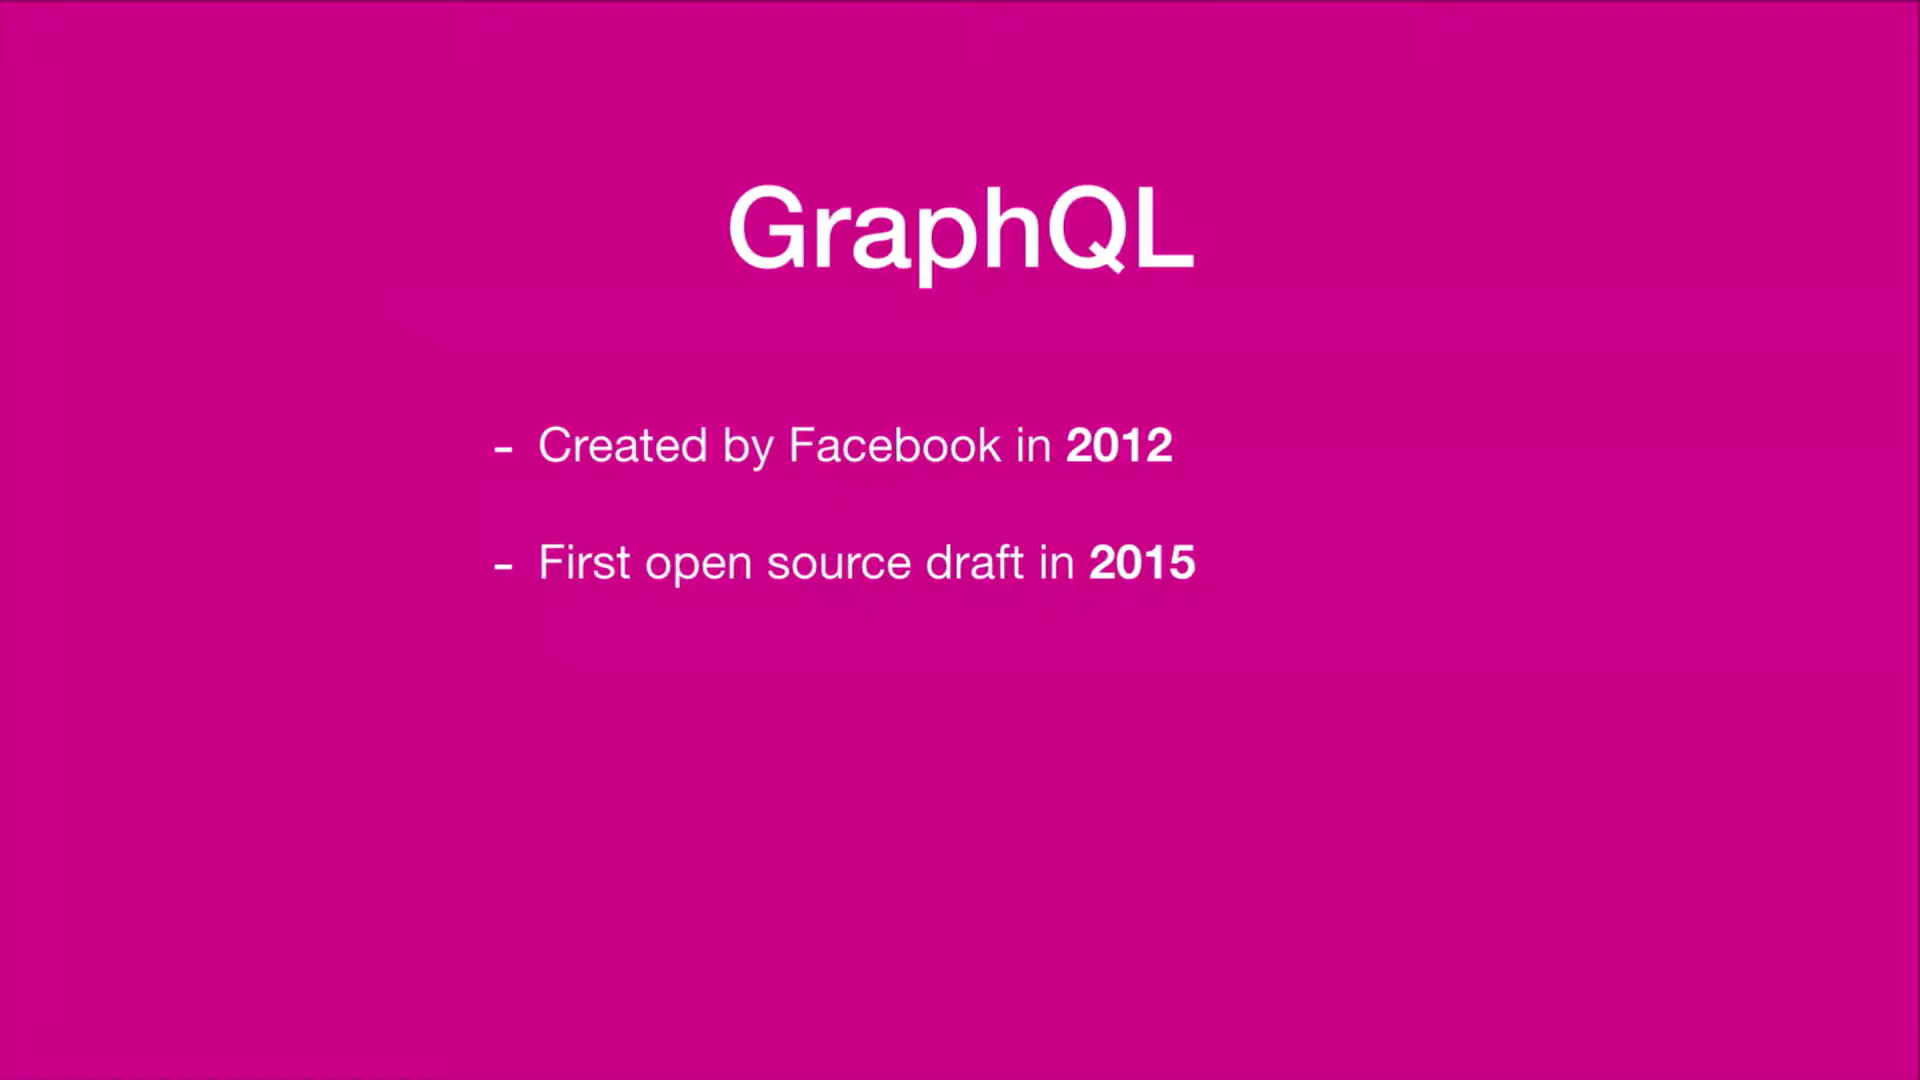 GraphQL
- Created by Facebook in 2012
- First open source draft in 2015